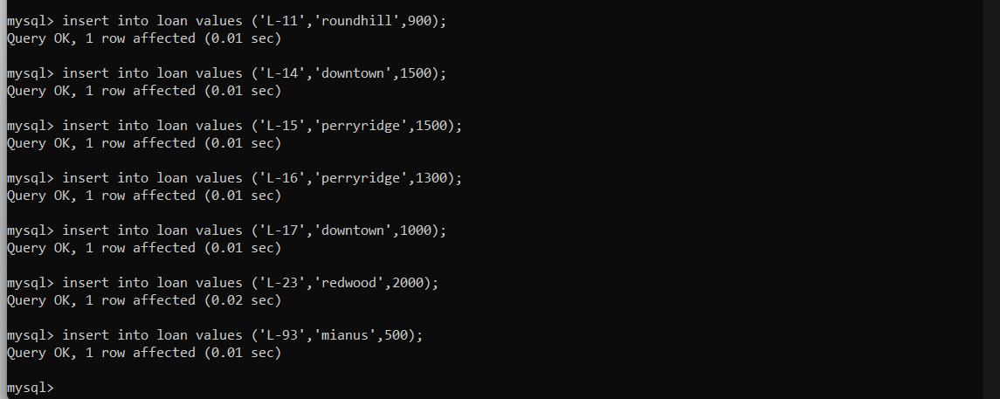 mysql> insert into loan values ('L-11','roundhill',900);
Query OK, 1 row affected (0.01 sec)
mysql> insert into loan values ('L-14','downtown',1500);
Query OK, 1 row affected (0.01 sec)
mysql> insert into loan values ('L-15','perryridge',1500);
Query OK, 1 row affected (0.01 sec)
mysql> insert into loan values ('L-16','perryridge',1300);
Query OK, 1 row affected (0.01 sec)
mysql> insert into loan values ('L-17','downtown',1000);
Query OK, 1 row affected (0.01 sec)
mysql> insert into loan values ('L-23','redwood',2000);
Query OK, 1 row affected (0.02 sec)
mysql> insert into loan values ('L-93','mianus',500);
Query OK, 1 row affected (0.01 sec)
mysql>